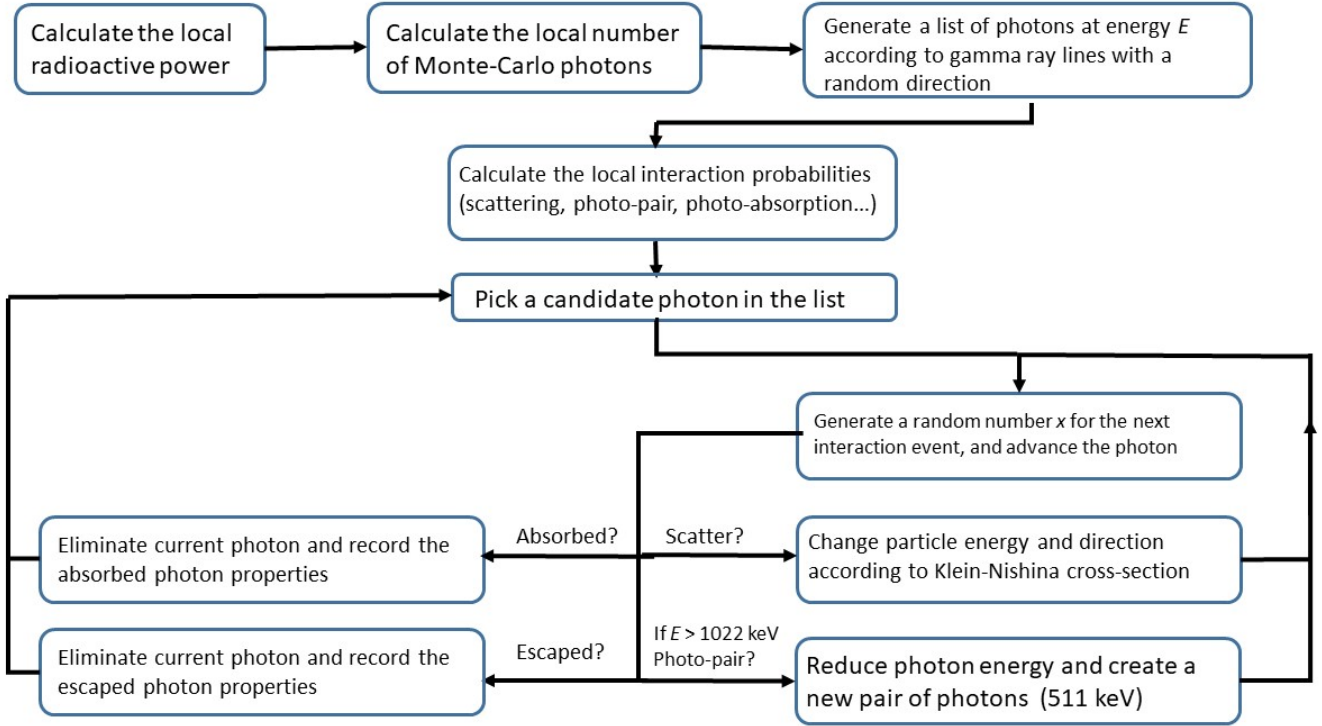 Calculate the local
radioactive power
Calculate the local number
of Monte-Carlo photons
Generate a list of photons at energy E
according to gamma ray lines with a
random direction
Calculate the local interaction probabilities
(scattering, photo-pair, photo-absorption...)
Pick a candidate photon in the list
Generate a random number x for the next
interaction event, and advance the photon
Absorbed?
Scatter?
Eliminate current photon and record the
absorbed photon properties
Change particle energy and direction
according to Klein-Nishina cross-section
Escaped?
If E > 1022 keV
Photo-pair?
Eliminate current photon and record the
escaped photon properties
Reduce photon energy and create a
new pair of photons (511 keV)